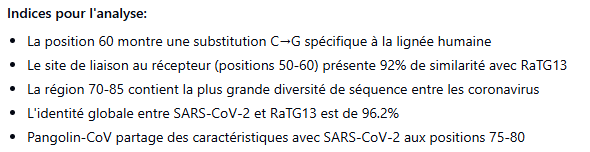 Indices pour l'analyse:
• La position 60 montre une substitution C→G spécifique à la lignée humaine
• Le site de liaison au récepteur (positions 50-60) présente 92% de similarité avec RaTG13
• La région 70-85 contient la plus grande diversité de séquence entre les coronavirus
• L'identité globale entre SARS-CoV-2 et RaTG13 est de 96.2%
• Pangolin-CoV partage des caractéristiques avec SARS-CoV-2 aux positions 75-80